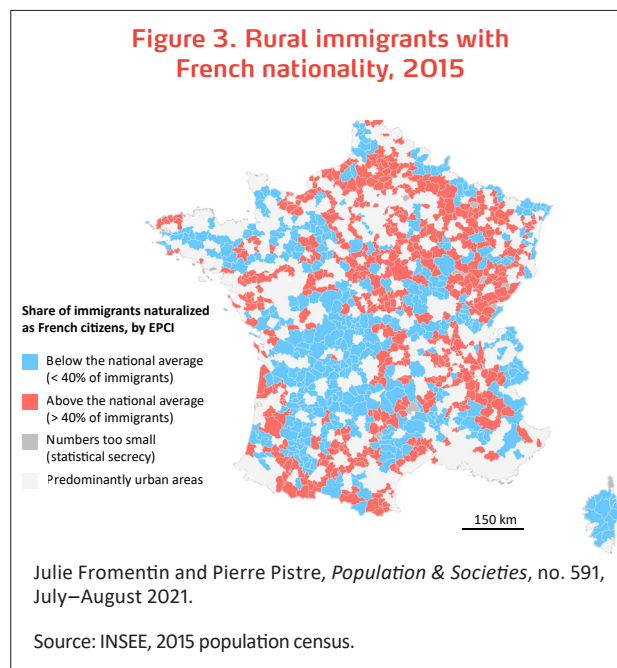 Figure 3. Rural immigrants with
French nationality, 2015
Share of immigrants naturalized
as French citizens, by EPCI
Below the national average
(< 40% of immigrants)
Above the national average
(> 40% of immigrants)
Numbers too small
(statistical secrecy)
Predominantly urban areas
150 km
Julie Fromentin and Pierre Pistre, Population & Societies, no. 591,
July–August 2021.
Source: INSEE, 2015 population census.